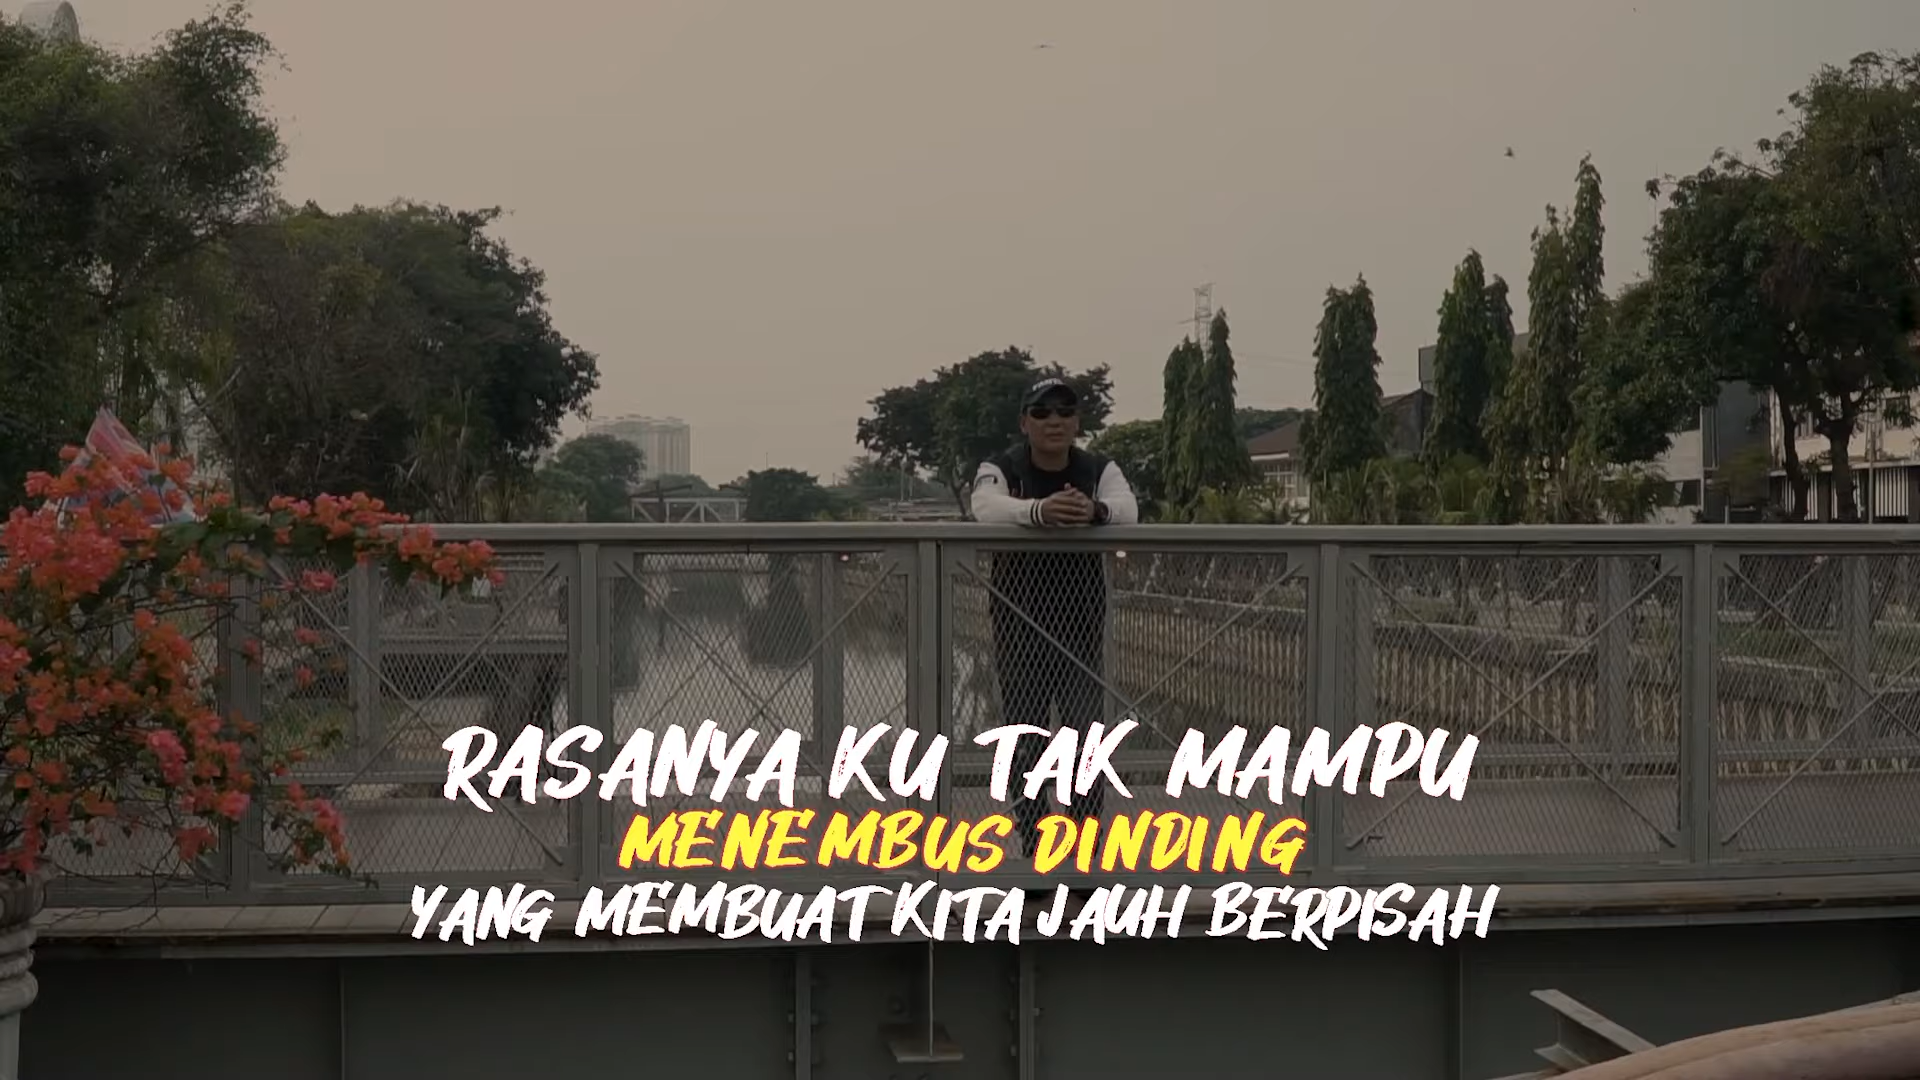 RASANYA KU TAK MAMPU
MENEMBUS DINDING
YANG MEMBUAT KITA JAUH BERPISAH